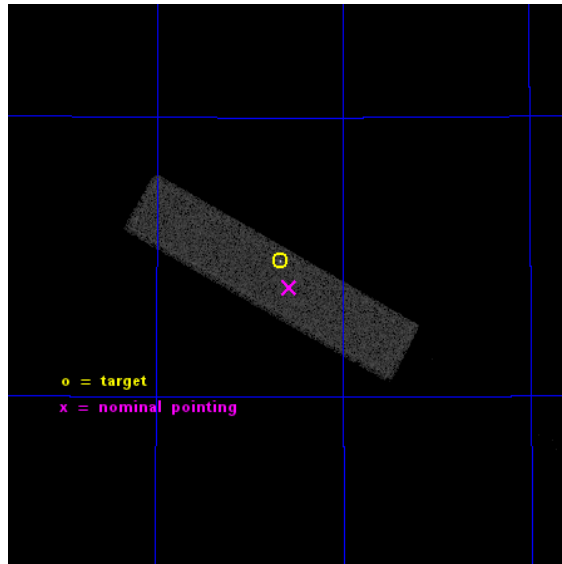 o = target
x = nominal pointing